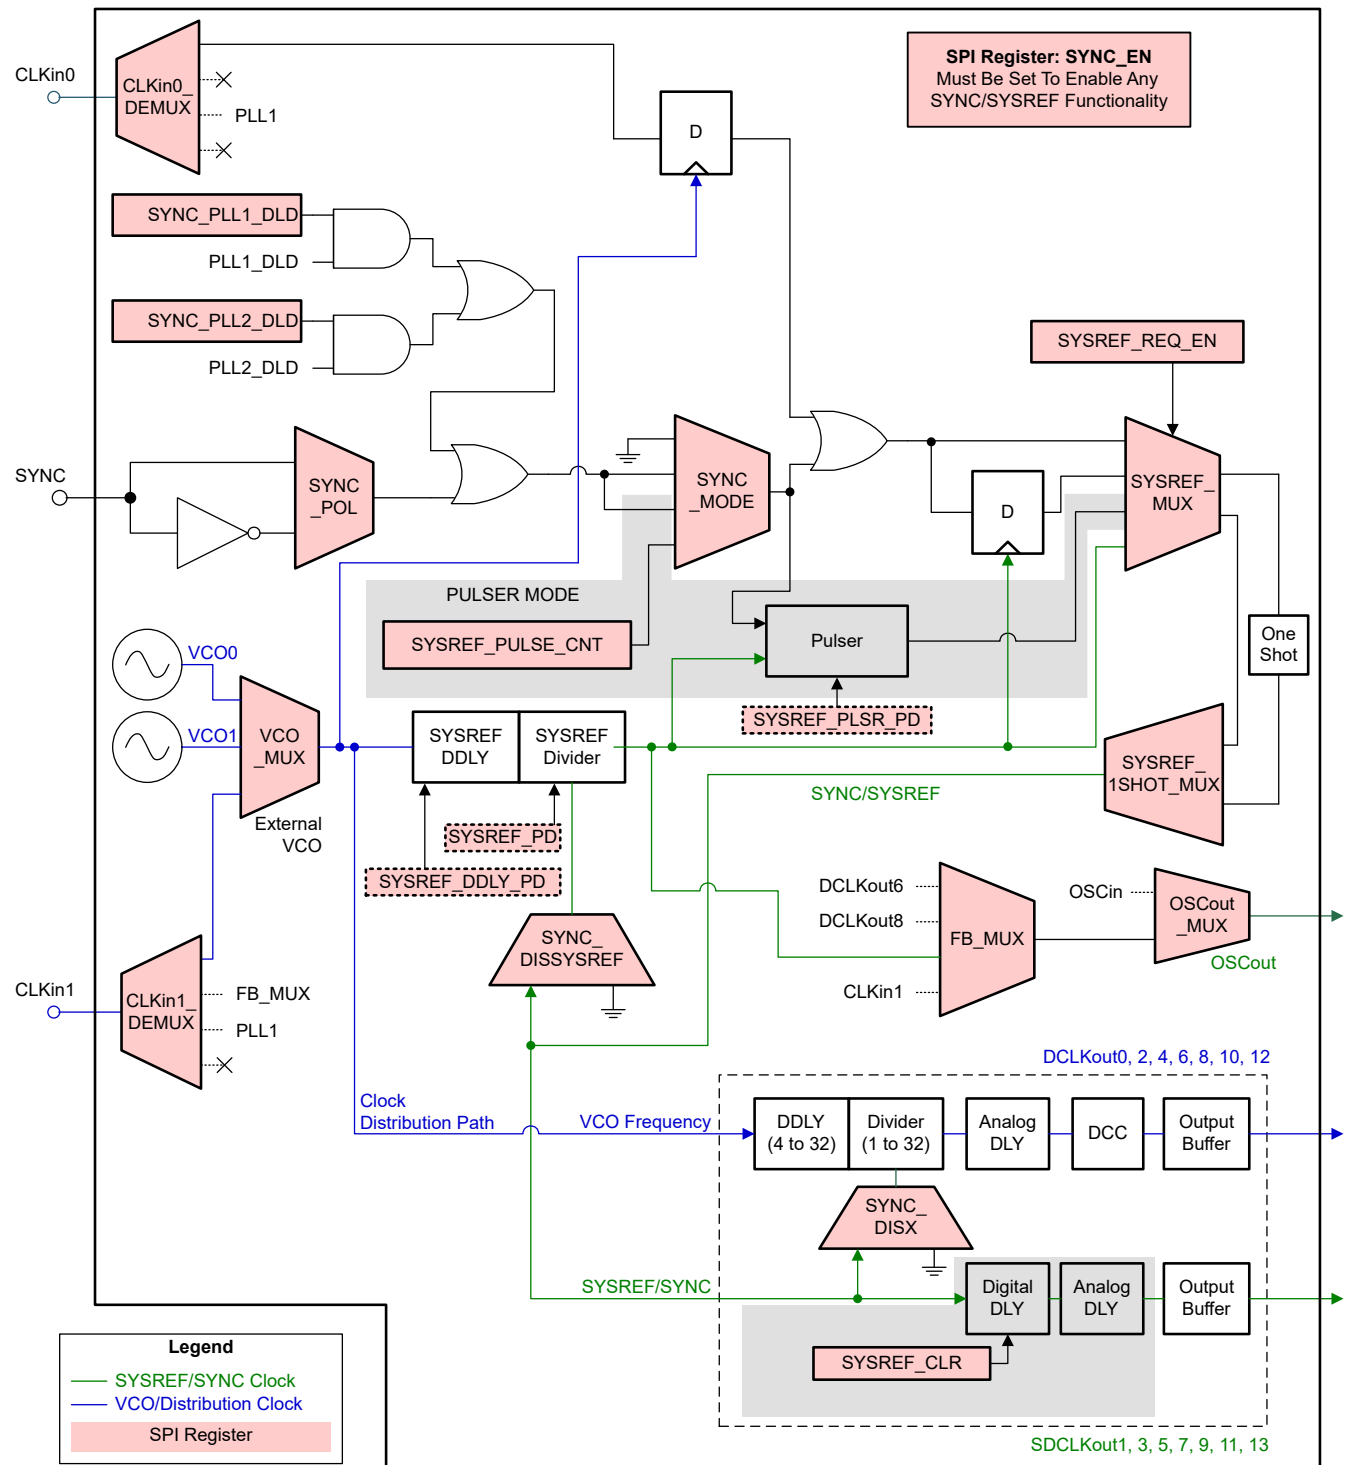 SPI Register: SYNC_EN
Must Be Set To Enable Any
SYNC/SYSREF Functionality
CLKin0
CLKin0_
DEMUX
PLL1
D
SYNC_PLL1_DLD
PLL1_DLD
SYNC_PLL2_DLD
PLL2_DLD
SYSREF_REQ_EN
SYNC
SYNC
_POL
SYNC
_MODE
D
SYSREF_
MUX
PULSER MODE
SYSREF_PULSE_CNT
Pulser
One
Shot
SYSREF_PLSR_PD
VCO0
VCO1
VCO
_MUX
External
VCO
SYSREF
DDLY
SYSREF
Divider
SYSREF_PD
SYSREF_DDLY_PD
SYNC/SYSREF
SYSREF_
1SHOT_MUX
SYNC_
DISSYSREF
DCLKout6
DCLKout8
CLKin1
FB_MUX
OSCin
OSCout
_MUX
OSCout
CLKin1
CLKin1_
DEMUX
FB_MUX
PLL1
DCLKout0, 2, 4, 6, 8, 10, 12
Clock
Distribution Path
VCO Frequency
DDLY
(4 to 32)
Divider
(1 to 32)
Analog
DLY
DCC
Output
Buffer
SYNC_
DISX
SYSREF/SYNC
Digital
DLY
Analog
DLY
Output
Buffer
SYSREF_CLR
SDCLKout1, 3, 5, 7, 9, 11, 13
Legend
SYSREF/SYNC Clock
VCO/Distribution Clock
SPI Register